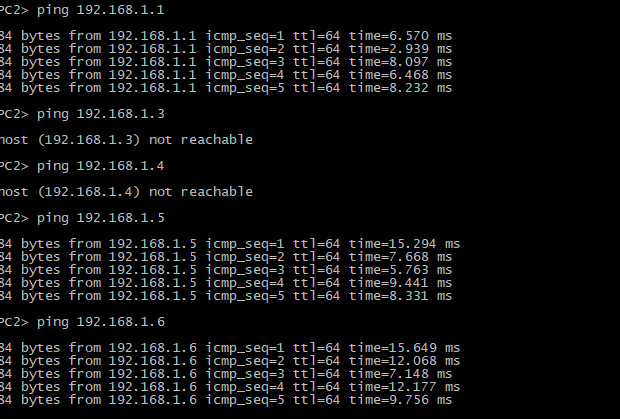 PC2> ping 192.168.1.1
84 bytes from 192.168.1.1 icmp_seq=1 ttl=64 time=6.570 ms
84 bytes from 192.168.1.1 icmp_seq=2 ttl=64 time=2.939 ms
84 bytes from 192.168.1.1 icmp_seq=3 ttl=64 time=8.097 ms
84 bytes from 192.168.1.1 icmp_seq=4 ttl=64 time=6.468 ms
84 bytes from 192.168.1.1 icmp_seq=5 ttl=64 time=8.232 ms
PC2> ping 192.168.1.3
host (192.168.1.3) not reachable
PC2> ping 192.168.1.4
host (192.168.1.4) not reachable
PC2> ping 192.168.1.5
84 bytes from 192.168.1.5 icmp_seq=1 ttl=64 time=15.294 ms
84 bytes from 192.168.1.5 icmp_seq=2 ttl=64 time=7.668 ms
84 bytes from 192.168.1.5 icmp_seq=3 ttl=64 time=5.763 ms
84 bytes from 192.168.1.5 icmp_seq=4 ttl=64 time=9.441 ms
84 bytes from 192.168.1.5 icmp_seq=5 ttl=64 time=8.331 ms
PC2> ping 192.168.1.6
84 bytes from 192.168.1.6 icmp_seq=1 ttl=64 time=15.649 ms
84 bytes from 192.168.1.6 icmp_seq=2 ttl=64 time=12.068 ms
84 bytes from 192.168.1.6 icmp_seq=3 ttl=64 time=7.148 ms
84 bytes from 192.168.1.6 icmp_seq=4 ttl=64 time=12.177 ms
84 bytes from 192.168.1.6 icmp_seq=5 ttl=64 time=9.756 ms